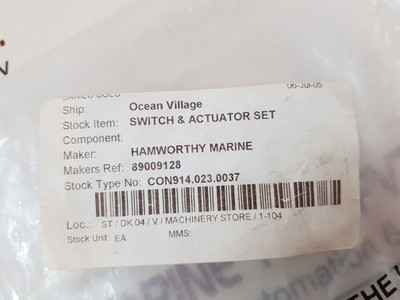 06-Jul-05
Ship: Ocean Village
Stock Item: SWITCH & ACTUATOR SET
Component:
Maker: HAMWORTHY MARINE
Makers Ref: 89009128
Stock Type No: CON914.023.0037
Loc.: ST / DK 04 / V / MACHINERY STORE / 1-104
Stock Unit: EA MMS: